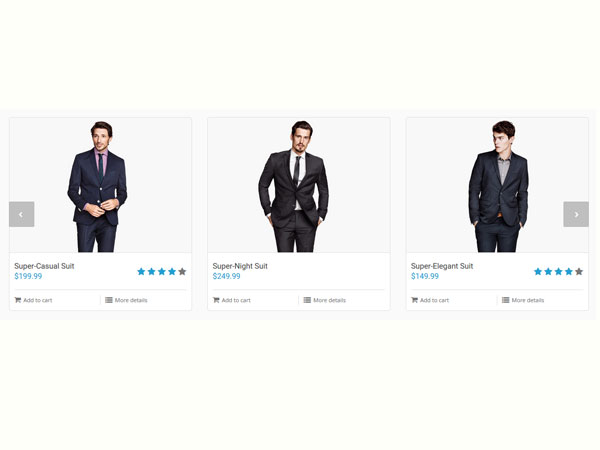 Super-Casual Suit
$199.99
Add to cart
More details
Super-Night Suit
$249.99
Add to cart
More details
Super-Elegant Suit
$149.99
Add to cart
More details